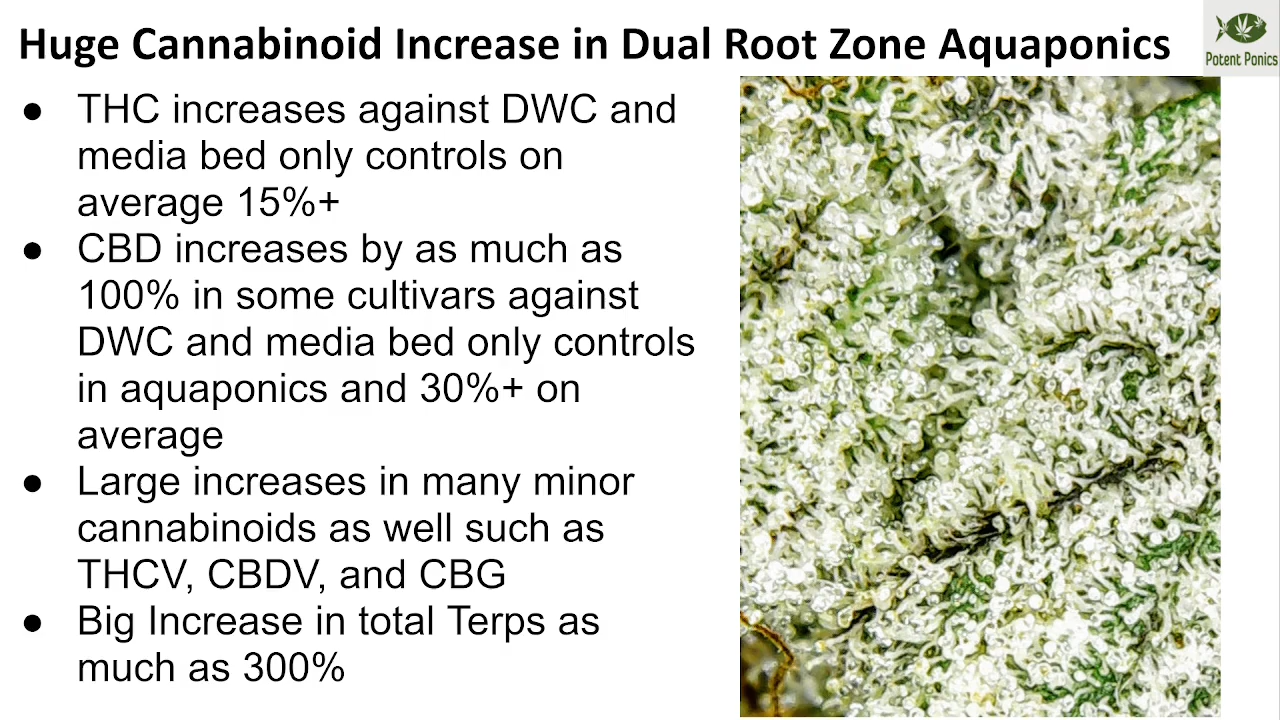 Huge Cannabinoid Increase in Dual Root Zone Aquaponics
Potent Ponics
● THC increases against DWC and
media bed only controls on
average 15%+
● CBD increases by as much as
100% in some cultivars against
DWC and media bed only controls
in aquaponics and 30%+ on
average
● Large increases in many minor
cannabinoids as well such as
THCV, CBDV, and CBG
● Big Increase in total Terps as
much as 300%